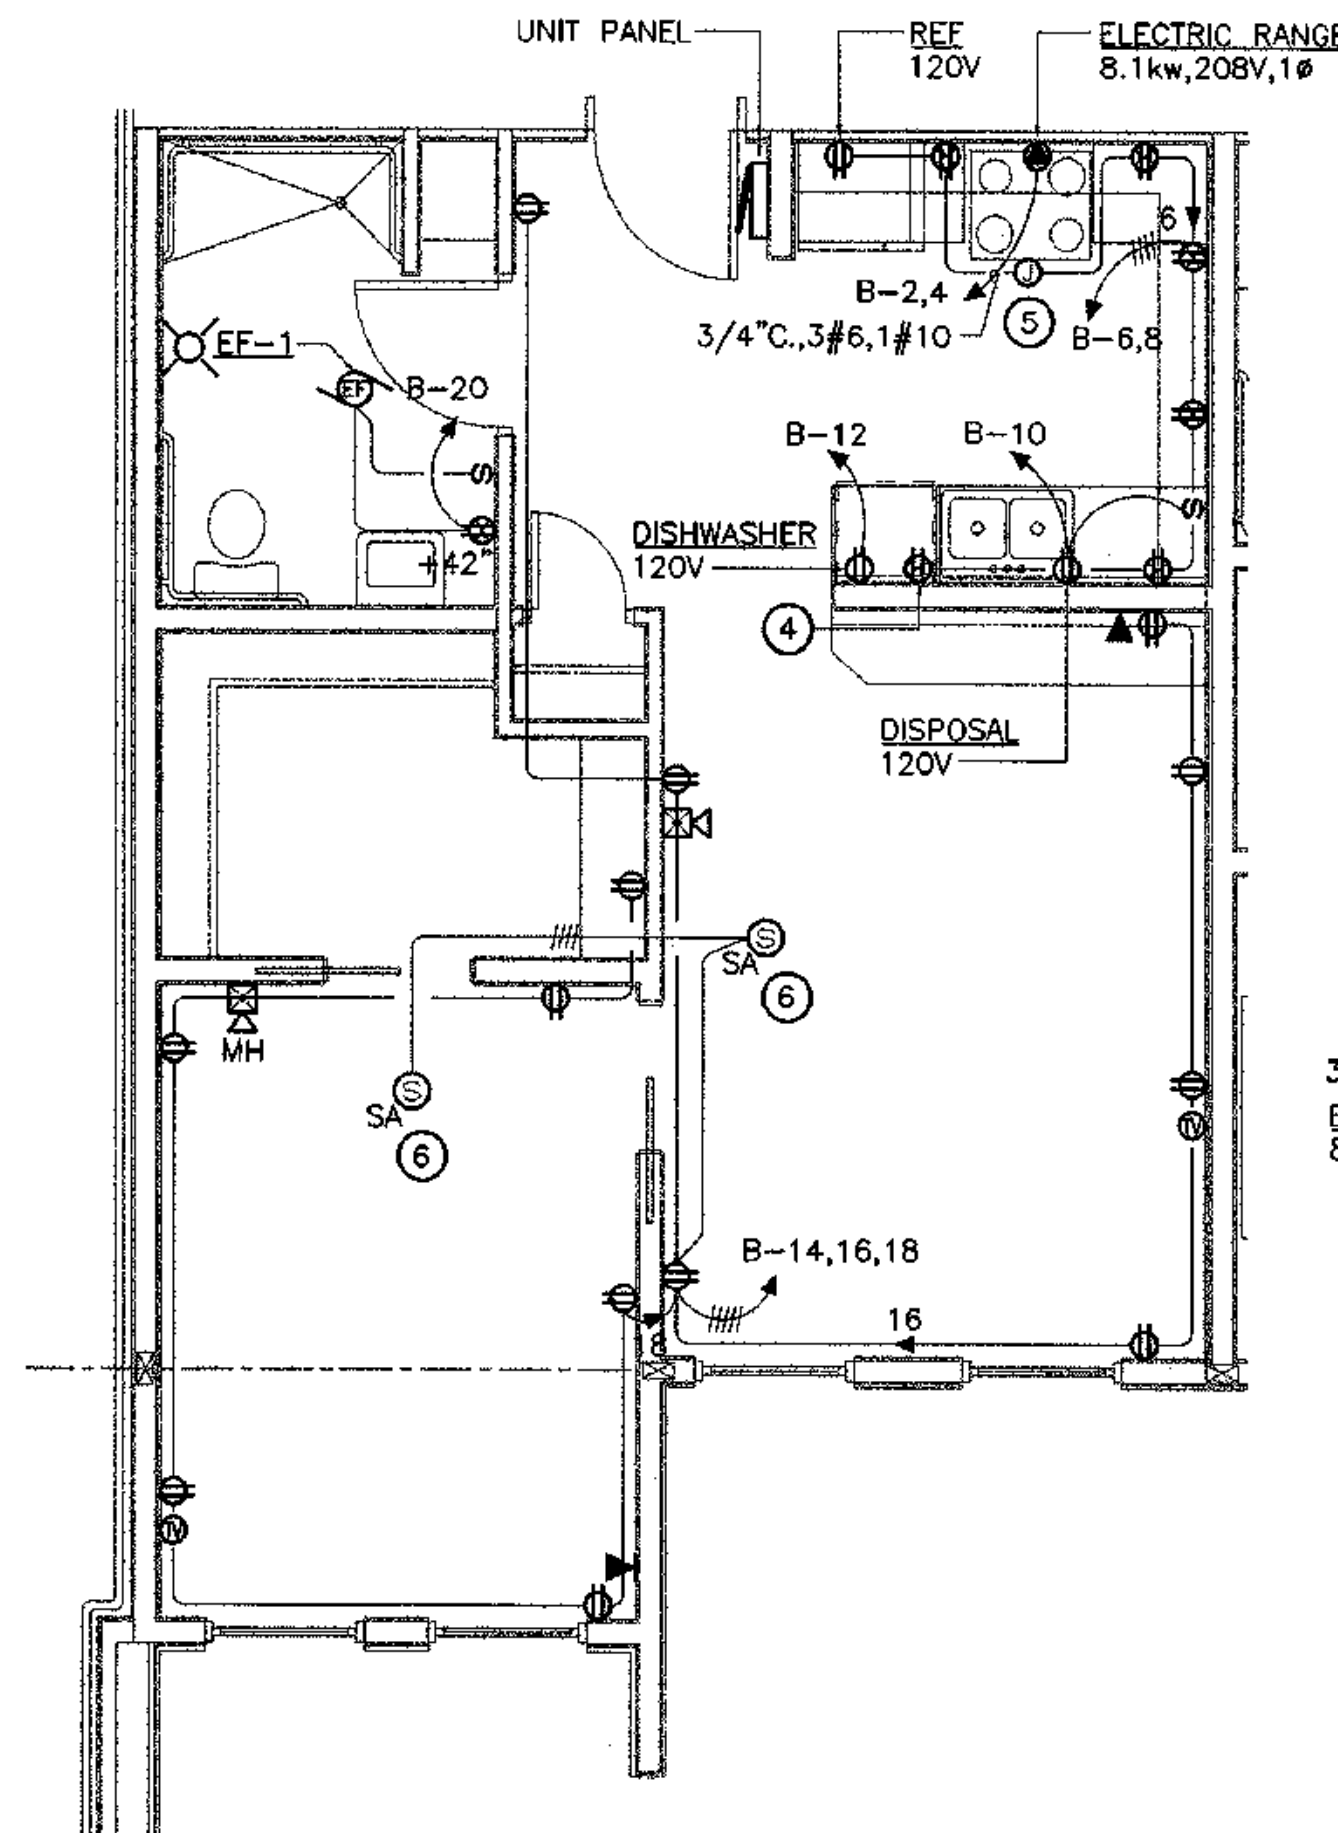 UNIT PANEL
REF
120V
ELECTRIC RANGE
8.1kw,208V,1ø
6
J
B-2,4
5
3/4"C.,3#6,1#10
B-6,8
EF-1
EF
B-20
S
B-12
B-10
S
DISHWASHER
120V
+42"
4
DISPOSAL
120V
S
SA
6
MH
S
SA
6
3
TV
B-14,16,18
16
TV